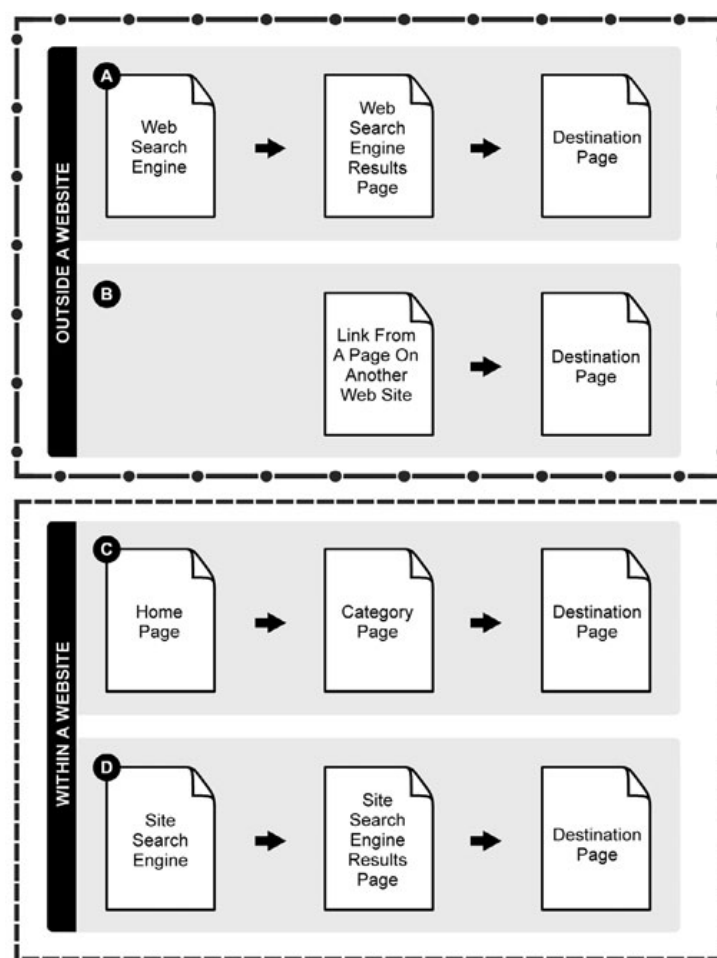 OUTSIDE A WEBSITE
A
Web
Search
Engine
Web
Search
Engine
Results
Page
Destination
Page
B
Link From
A Page On
Another
Web Site
Destination
Page
WITHIN A WEBSITE
C
Home
Page
Category
Page
Destination
Page
D
Site
Search
Engine
Site
Search
Engine
Results
Page
Destination
Page